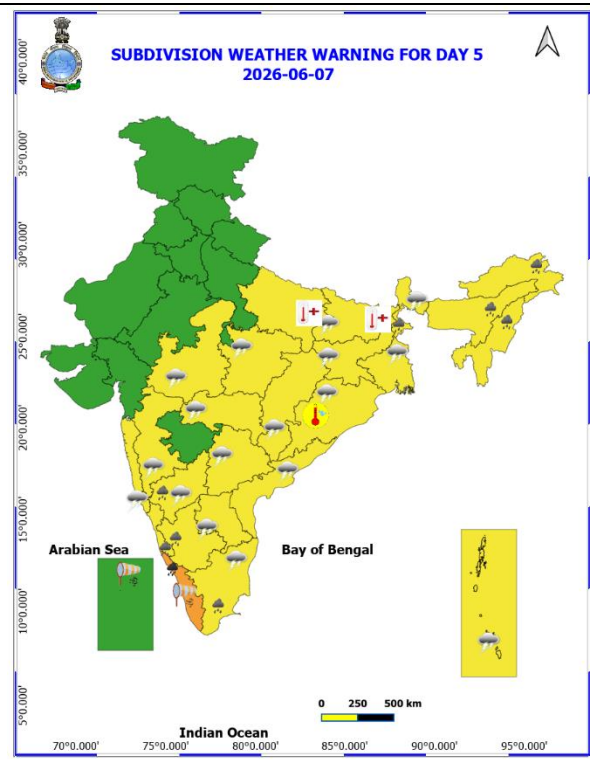 SUBDIVISION WEATHER WARNING FOR DAY 5
2026-06-07
40°0.000'
35°0.000'
30°0.000'
25°0.000'
20°0.000'
15°0.000'
10°0.000'
5°0.000'
Arabian Sea
Bay of Bengal
0 250 500 km
Indian Ocean
70°0.000' 75°0.000' 80°0.000' 85°0.000' 90°0.000' 95°0.000'